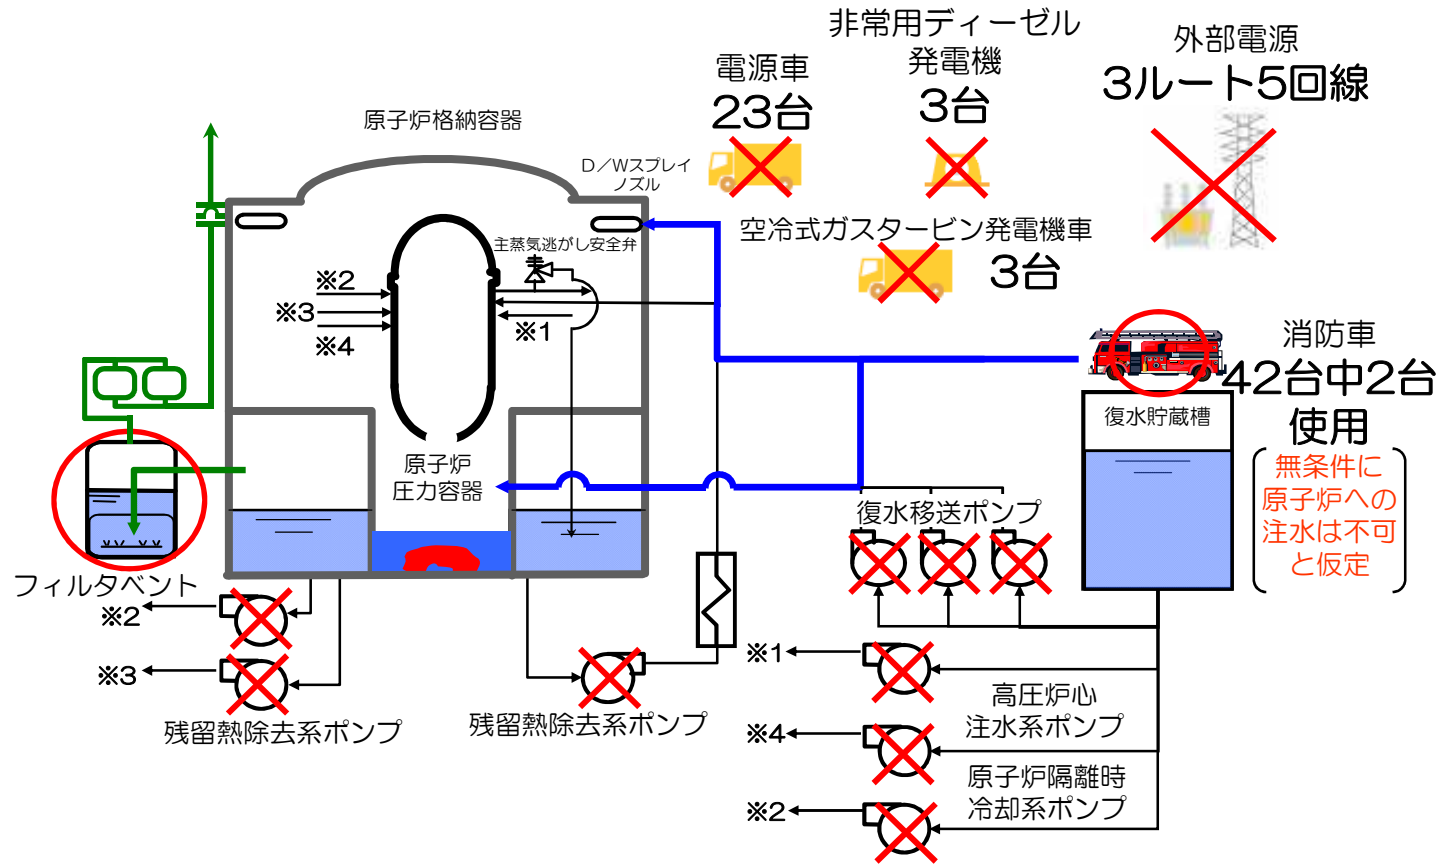 非常用ディーゼル
発電機
3台
外部電源
3ルート5回線
電源車
23台
原子炉格納容器
D／Wスプレイ
ノズル
空冷式ガスタービン発電機車
3台
主蒸気逃がし安全弁
※2
※3
※4
※1
消防車
42台中2台
使用
無条件に
原子炉への
注水は不可
と仮定
復水貯蔵槽
原子炉
圧力容器
復水移送ポンプ
フィルタベント
※2
※3
残留熱除去系ポンプ
残留熱除去系ポンプ
※1
高圧炉心
注水系ポンプ
※4
原子炉隔離時
冷却系ポンプ
※2